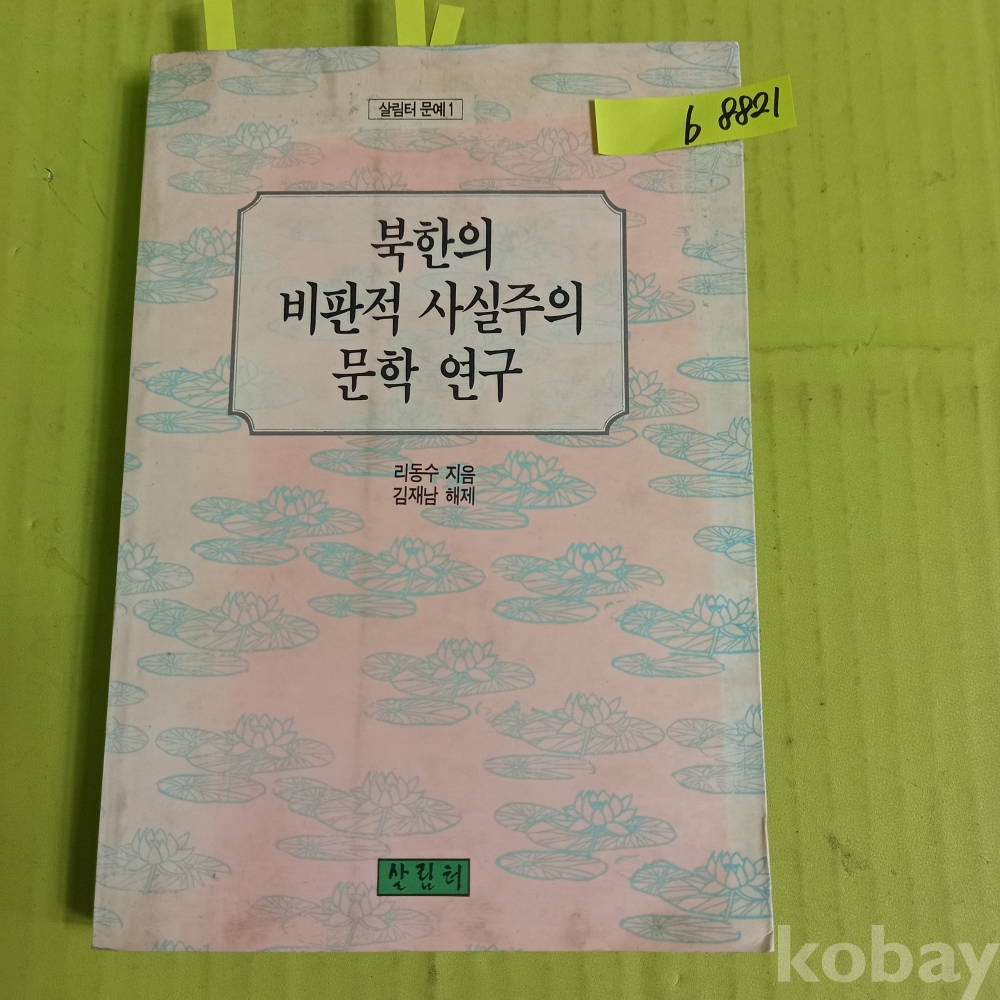 살림터 문예 1
b 8821
북한의
비판적 사실주의
문학 연구
리동수 지음
김재남 해제
살림터
kobay